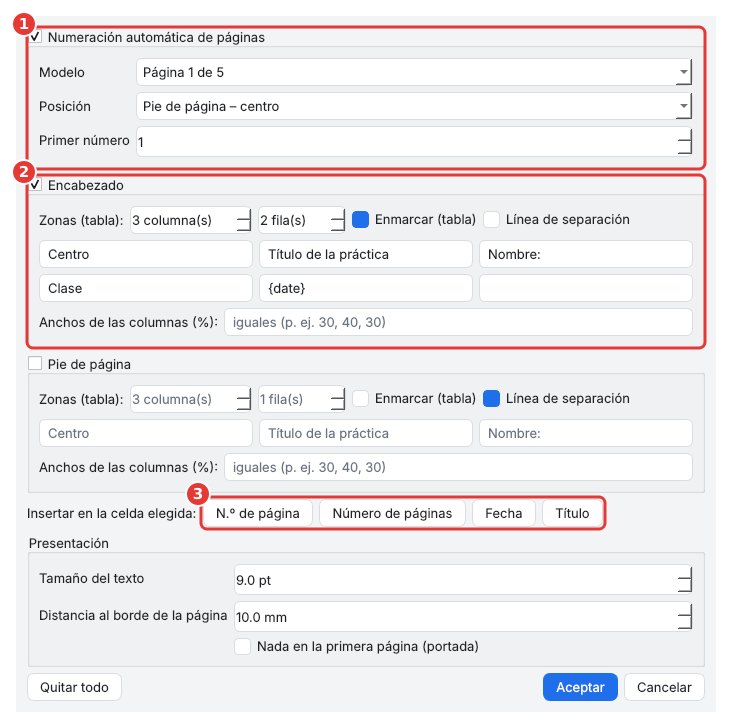 1
Numeración automática de páginas
Modelo Página 1 de 5
Posición Pie de página – centro
Primer número 1
2
Encabezado
Zonas (tabla): 3 columna(s) 2 fila(s) Enmarcar (tabla) Línea de separación
Centro Título de la práctica Nombre:
Clase {date}
Anchos de las columnas (%): iguales (p. ej. 30, 40, 30)
Pie de página
Zonas (tabla): 3 columna(s) 1 fila(s) Enmarcar (tabla) Línea de separación
Centro Título de la práctica Nombre:
Anchos de las columnas (%): iguales (p. ej. 30, 40, 30)
3
Insertar en la celda elegida: N.º de página Número de páginas Fecha Título
Presentación
Tamaño del texto 9.0 pt
Distancia al borde de la página 10.0 mm
Nada en la primera página (portada)
Quitar todo Aceptar Cancelar